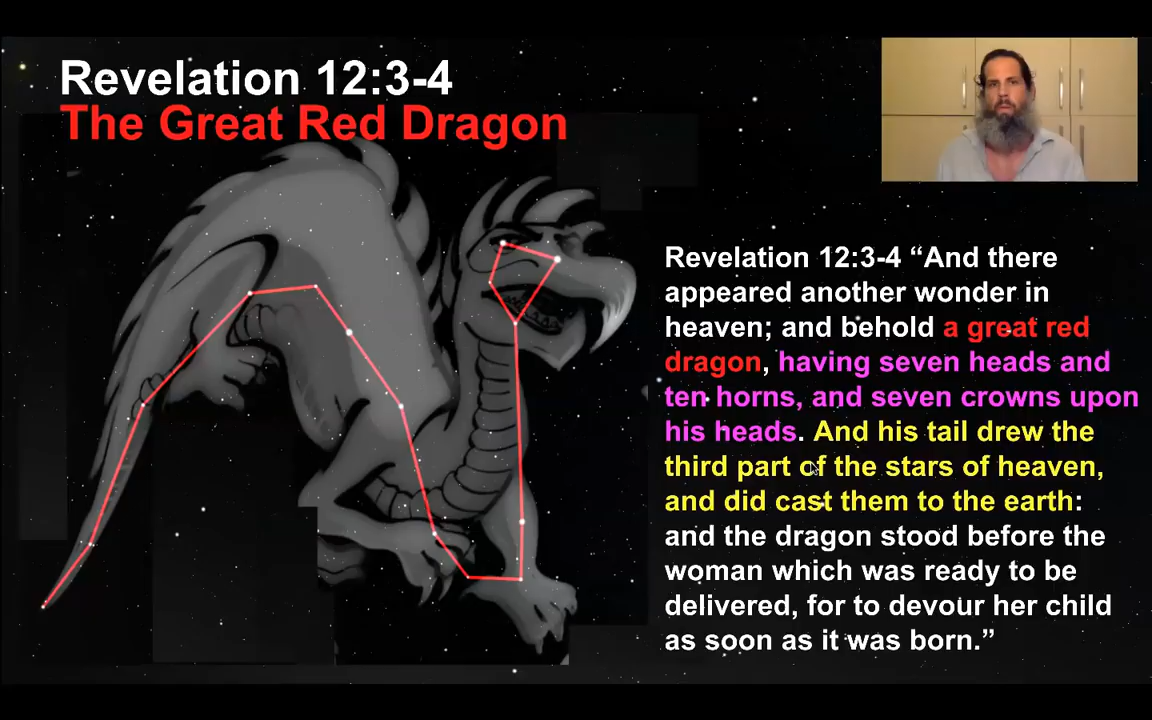 Revelation 12:3-4
The Great Red Dragon
Revelation 12:3-4 “And there
appeared another wonder in
heaven; and behold a great red
dragon, having seven heads and
ten horns, and seven crowns upon
his heads. And his tail drew the
third part of the stars of heaven,
and did cast them to the earth:
and the dragon stood before the
woman which was ready to be
delivered, for to devour her child
as soon as it was born.”